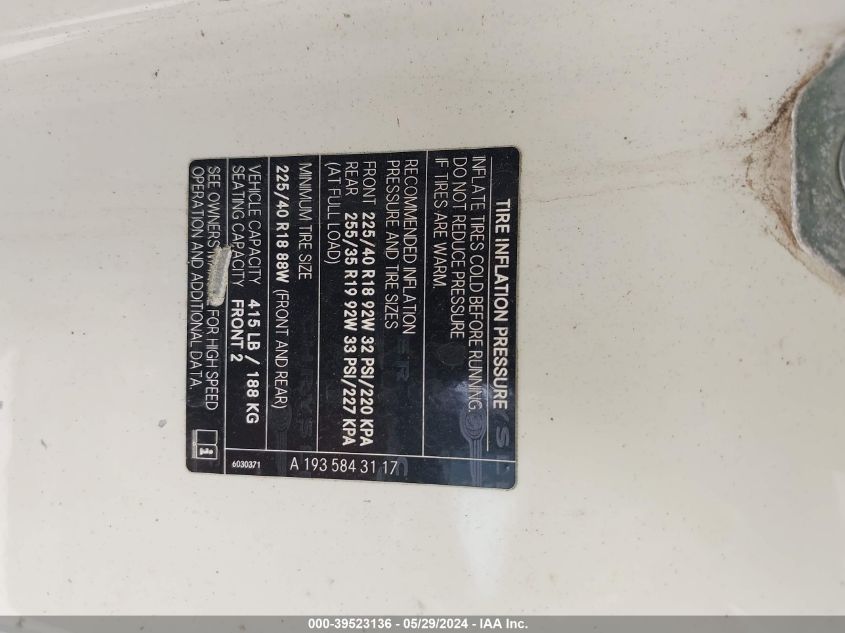 TIRE INFLATION PRESSURE
INFLATE TIRES COLD BEFORE RUNNING.
DO NOT REDUCE PRESSURE
IF TIRES ARE WARM.
RECOMMENDED INFLATION
PRESSURE AND TIRE SIZES
FRONT 225/40 R18 92W 32 PSI/220 KPA
REAR 255/35 R19 92W 33 PSI/227 KPA
(AT FULL LOAD)
MINIMUM TIRE SIZE
225/40 R18 88W (FRONT AND REAR)
VEHICLE CAPACITY 415 LB / 188 KG
SEATING CAPACITY FRONT 2
SEE OWNERS FOR HIGH SPEED
OPERATION AND ADDITIONAL DATA.
A 193 584 31 17
6030371
000-39523136 - 05/29/2024 - IAA Inc.